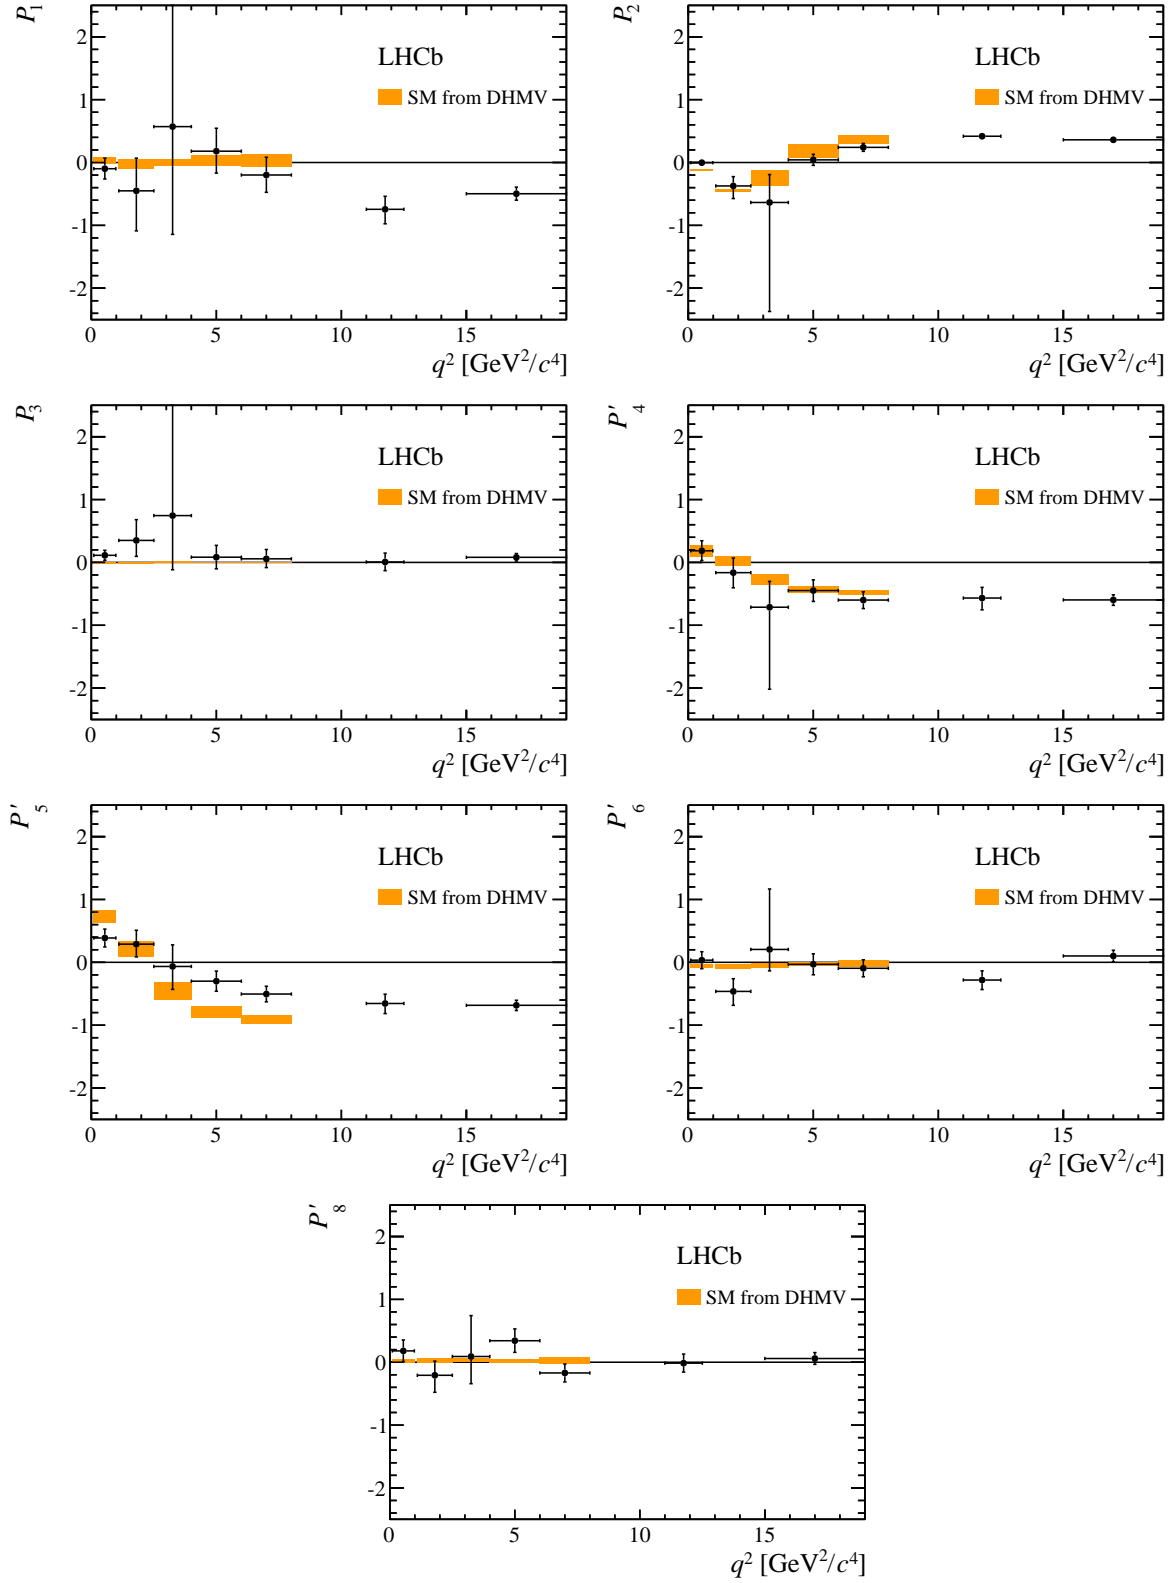 P1
2
1
0
-1
-2
LHCb
SM from DHMV
0 5 10 15
q² [GeV²/c⁴]
P2
2
1
0
-1
-2
LHCb
SM from DHMV
0 5 10 15
q² [GeV²/c⁴]
P3
2
1
0
-1
-2
LHCb
SM from DHMV
0 5 10 15
q² [GeV²/c⁴]
P'4
2
1
0
-1
-2
LHCb
SM from DHMV
0 5 10 15
q² [GeV²/c⁴]
P'5
2
1
0
-1
-2
LHCb
SM from DHMV
0 5 10 15
q² [GeV²/c⁴]
P'6
2
1
0
-1
-2
LHCb
SM from DHMV
0 5 10 15
q² [GeV²/c⁴]
P'8
2
1
0
-1
-2
LHCb
SM from DHMV
0 5 10 15
q² [GeV²/c⁴]